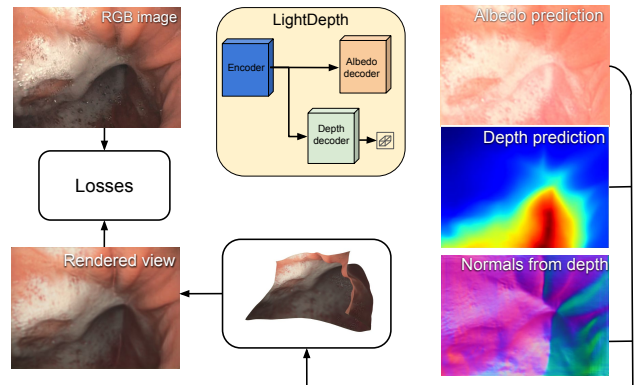 RGB image
LightDepth
Encoder
Albedo
decoder
Depth
decoder
Albedo prediction
Depth prediction
Losses
Rendered view
Normals from depth